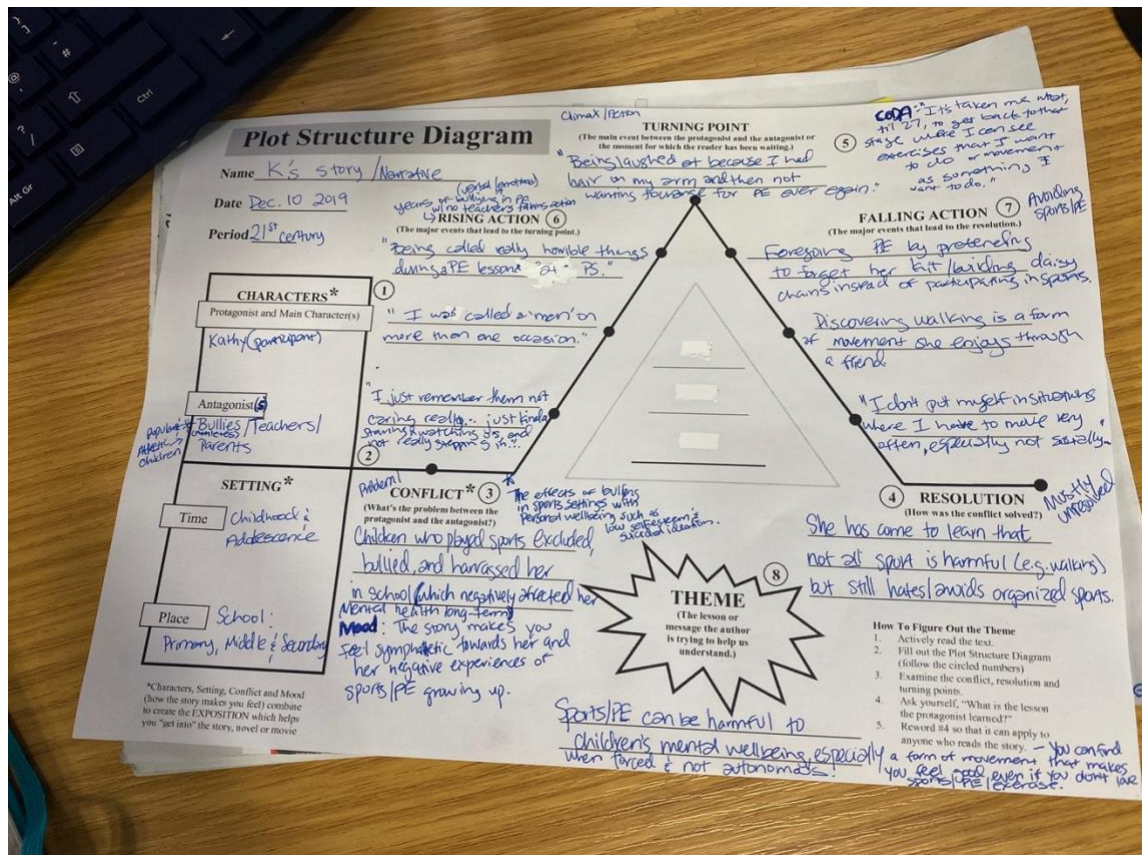 Plot Structure Diagram
Name K's story/Narrative
Date Dec. 10 2019
Period 21st century
Climax/Action
TURNING POINT
(The main event between the protagonist and the antagonist or
the moment for which the reader has been waiting.)
"Being laughed at because I had
hair on my arm and then not
wanting for PE ever again."
5
CODA: "It's taken me what,
til 27, to get back to that
stage where I can see
exercises that I want
to do or movement
as something I
want to do."
(verbal/emotional)
years of bullying in PE
w/ no teachers taking action
RISING ACTION 6
(The major events that lead to the turning point.)
"Being called really horrible things
during a PE lesson at PS."
"I was called a 'man' on
more than one occasion."
"I just remember them not
caring really... just kinda
staring & watching us, and
not really stepping in..."
FALLING ACTION 7
(The major events that lead to the resolution.)
Avoiding
sports/PE
Foregoing PE by pretending
to forget her kit/building daisy
chains instead of participating in sports.
Discovering walking is a form
of movement she enjoys through
a friend.
"I don't put myself in situations
where I have to move very
often, especially not socially."
1
CHARACTERS*
Protagonist and Main Character(s)
Kathy (participant)
Antagonist(s)
Bullies/Teachers/
Parents
Athletic
children
2
SETTING*
Time
Childhood &
Adolescence
Place
School:
Primary, Middle & Secondary
*Characters, Setting, Conflict and Mood
(how the story makes you feel) combine
to create the EXPOSITION which helps
you "get into" the story, novel or movie
Problem!
CONFLICT* 3
(What's the problem between the
protagonist and the antagonist?)
* The effects of bullying
in sports settings with
personal wellbeing such as
low self-esteem &
suicidal ideation.
Children who played sports excluded,
bullied, and harrassed her
in school which negatively affected her
mental health long-term
Mood: The story makes you
feel symphatetic towards her and
her negative experiences of
sports/PE growing up.
4 RESOLUTION
(How was the conflict solved?)
Mostly
unresolved
She has come to learn that
not all sport is harmful (e.g. walking)
but still hates/avoids organized sports.
8
THEME
(The lesson or
message the author
is trying to help us
understand.)
Sports/PE can be harmful to
children's mental wellbeing, especially
when forced & not autonomous!
How To Figure Out the Theme
1. Actively read the text.
2. Fill out the Plot Structure Diagram
(follow the circled numbers)
3. Examine the conflict, resolution and
turning points.
4. Ask yourself, "What is the lesson
the protagonist learned?"
5. Reword #4 so that it can apply to
anyone who reads the story.
- You can find
a form of movement that makes
you feel good even if you don't love
sports/PE/exercise.
Ctrl
Alt Gr